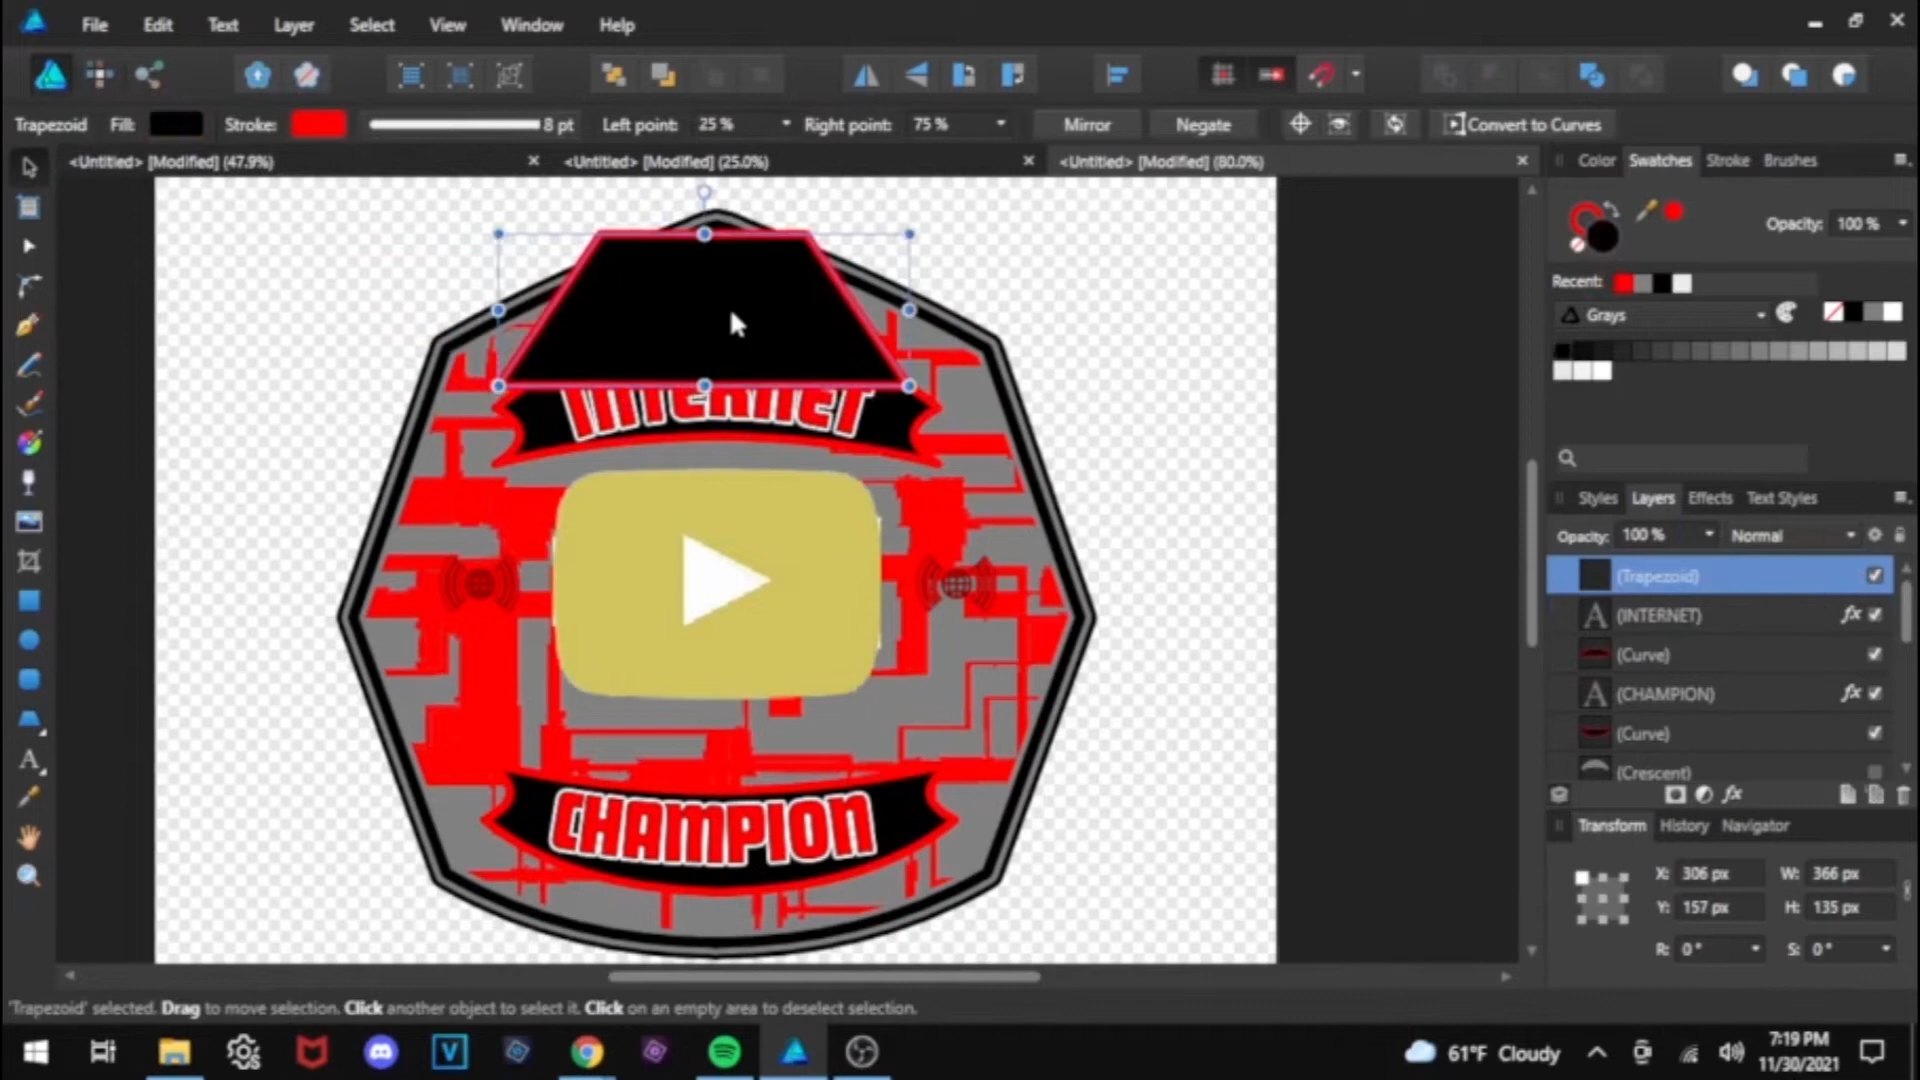 File Edit Text Layer Select View Window Help
Trapezoid Fill: Stroke: 8 pt Left point: 25 % Right point: 75 % Mirror Negate Convert to Curves
<Untitled> [Modified] (47.9%) <Untitled> [Modified] (25.0%) <Untitled> [Modified] (80.0%)
Color Swatches Stroke Brushes
Opacity: 100 %
Recent:
Grays
INTERNET
CHAMPION
Styles Layers Effects Text Styles
Opacity: 100 % Normal
(Trapezoid)
A (INTERNET) fx
(Curve)
A (CHAMPION) fx
(Curve)
(Crescent)
fx
Transform History Navigator
X: 306 px W: 366 px
Y: 157 px H: 135 px
R: 0° S: 0°
'Trapezoid' selected. Drag to move selection. Click another object to select it. Click on an empty area to deselect selection.
V
61°F Cloudy
7:19 PM
11/30/2021